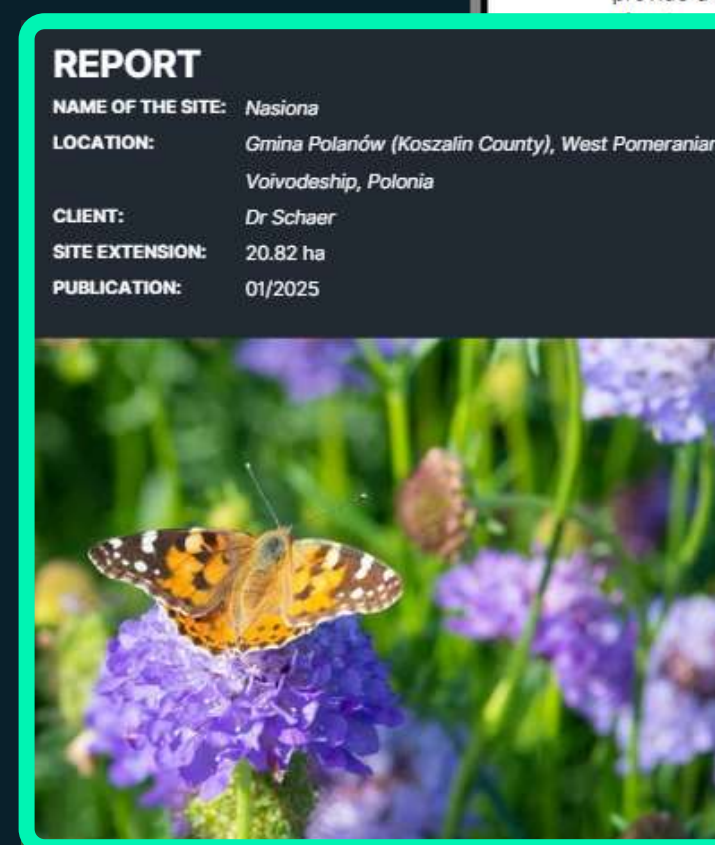 REPORT
NAME OF THE SITE: Nasiona
LOCATION: Gmina Polanów (Koszalin County), West Pomeranian
Voivodeship, Polonia
CLIENT: Dr Schaer
SITE EXTENSION: 20.82 ha
PUBLICATION: 01/2025